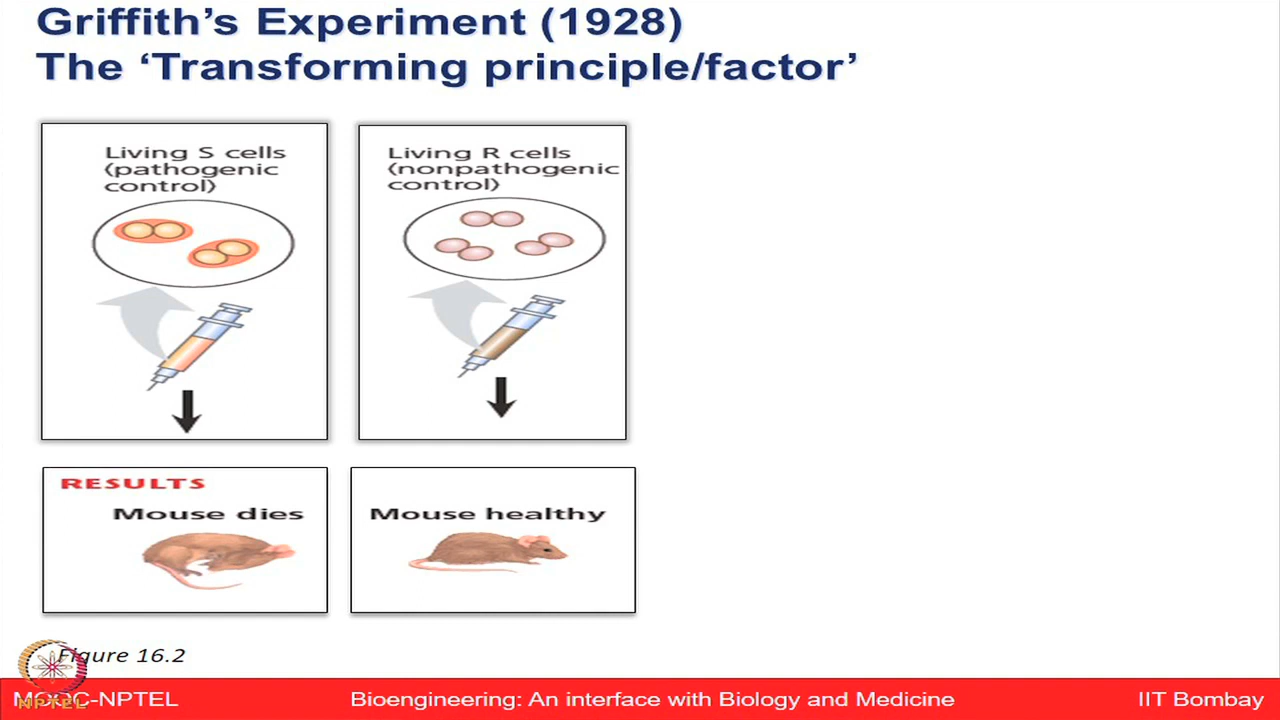 Griffith’s Experiment (1928)
The ‘Transforming principle/factor’
Living S cells
(pathogenic
control)
Living R cells
(nonpathogenic
control)
RESULTS
Mouse dies
Mouse healthy
Figure 16.2
MOOC-NPTEL
Bioengineering: An interface with Biology and Medicine
IIT Bombay
NPTEL